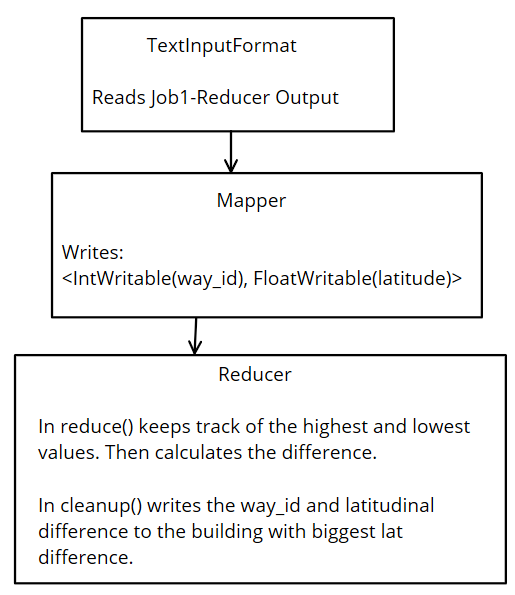 TextInputFormat
Reads Job1-Reducer Output
Mapper
Writes:
<IntWritable(way_id), FloatWritable(latitude)>
Reducer
In reduce() keeps track of the highest and lowest
values. Then calculates the difference.
In cleanup() writes the way_id and latitudinal
difference to the building with biggest lat
difference.